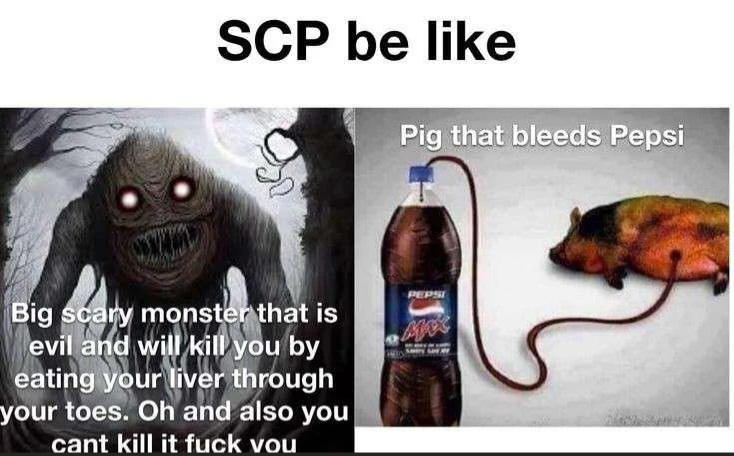 SCP be like
Big scary monster that is
evil and will kill you by
eating your liver through
your toes. Oh and also you
cant kill it fuck you
Pig that bleeds Pepsi
PEPSI
MAX